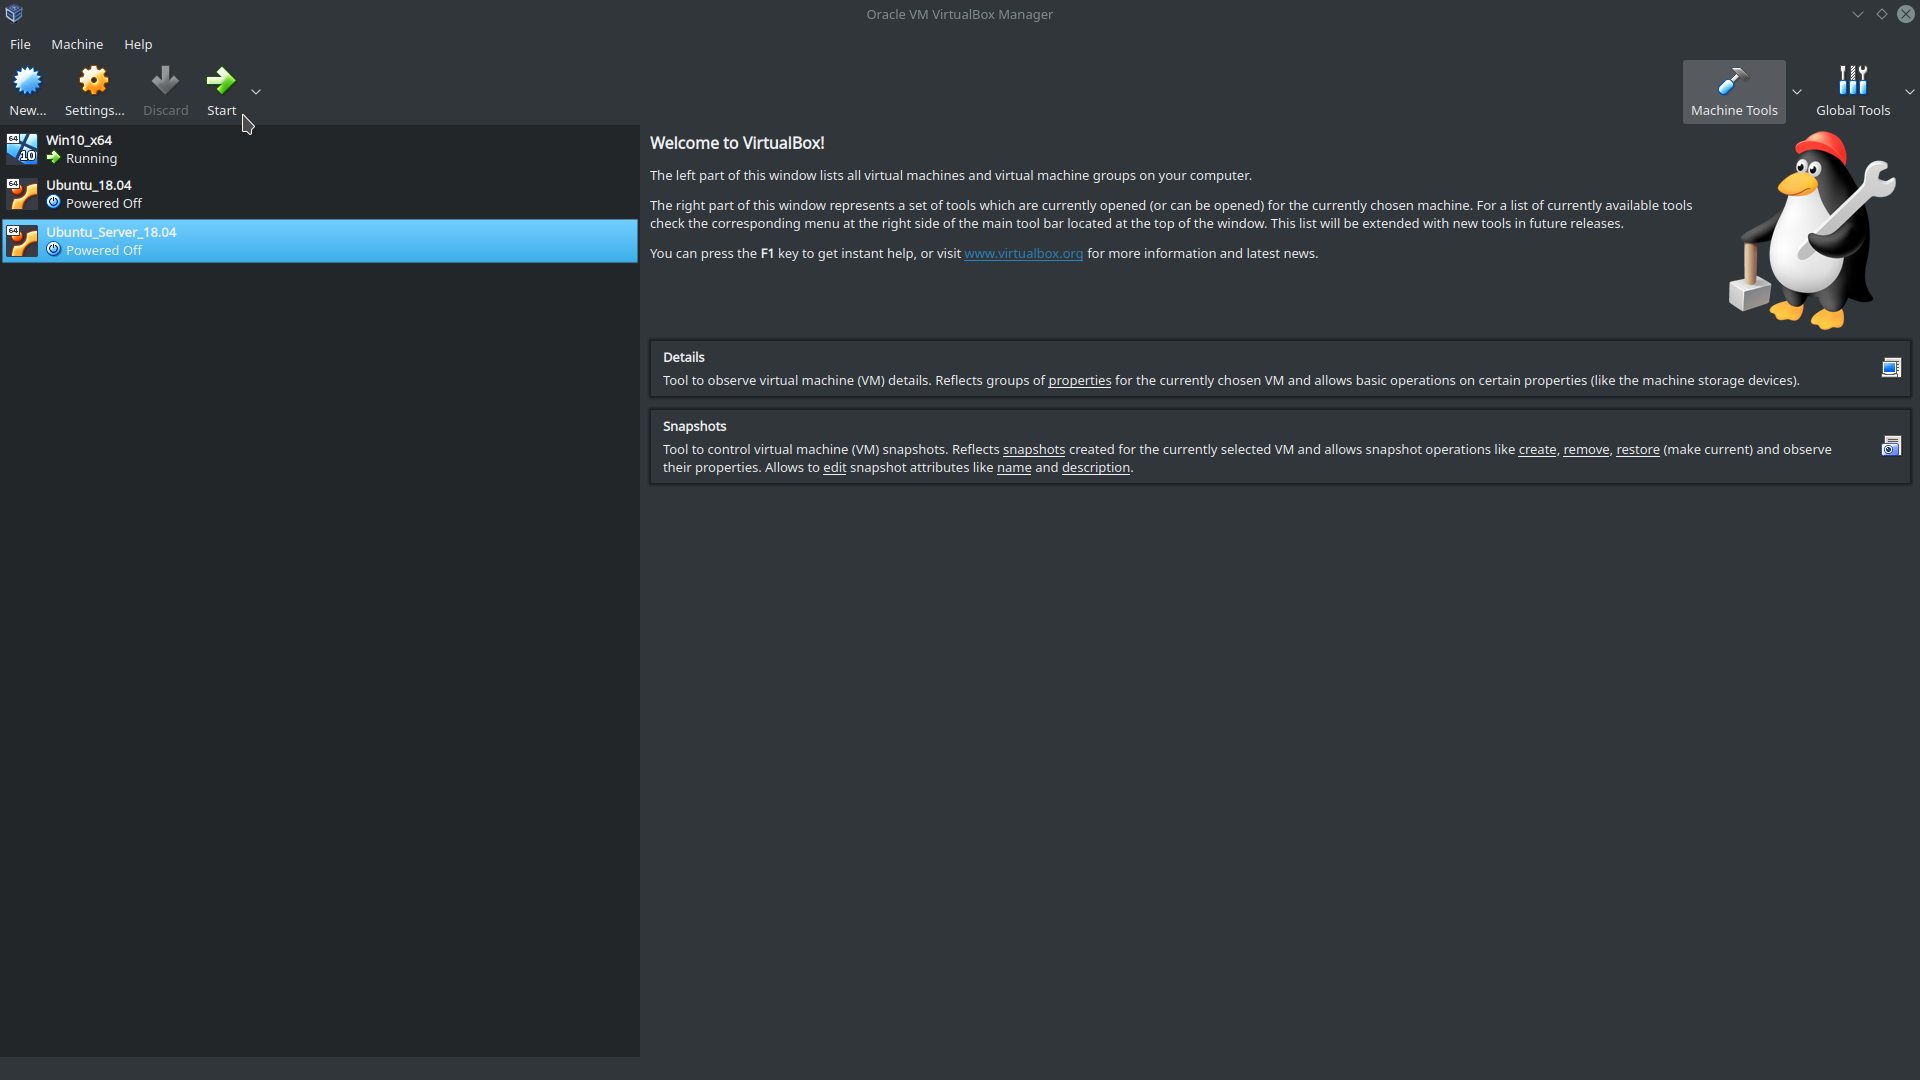 Oracle VM VirtualBox Manager
File Machine Help
New... Settings... Discard Start Machine Tools Global Tools
64 10 Win10_x64
Running
64 Ubuntu_18.04
Powered Off
64 Ubuntu_Server_18.04
Powered Off
Welcome to VirtualBox!
The left part of this window lists all virtual machines and virtual machine groups on your computer.
The right part of this window represents a set of tools which are currently opened (or can be opened) for the currently chosen machine. For a list of currently available tools
check the corresponding menu at the right side of the main tool bar located at the top of the window. This list will be extended with new tools in future releases.
You can press the F1 key to get instant help, or visit www.virtualbox.org for more information and latest news.
Details
Tool to observe virtual machine (VM) details. Reflects groups of properties for the currently chosen VM and allows basic operations on certain properties (like the machine storage devices).
Snapshots
Tool to control virtual machine (VM) snapshots. Reflects snapshots created for the currently selected VM and allows snapshot operations like create, remove, restore (make current) and observe
their properties. Allows to edit snapshot attributes like name and description.